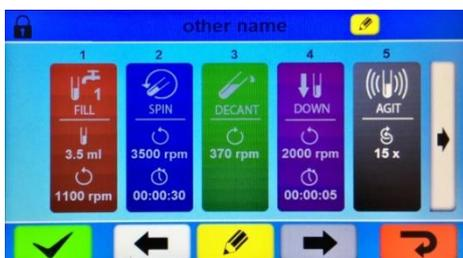 other name
1 2 3 4 5
1
FILL SPIN DECANT DOWN AGIT
3.5 ml 3500 rpm 370 rpm 2000 rpm 15 x
1100 rpm 00:00:30 00:00:05